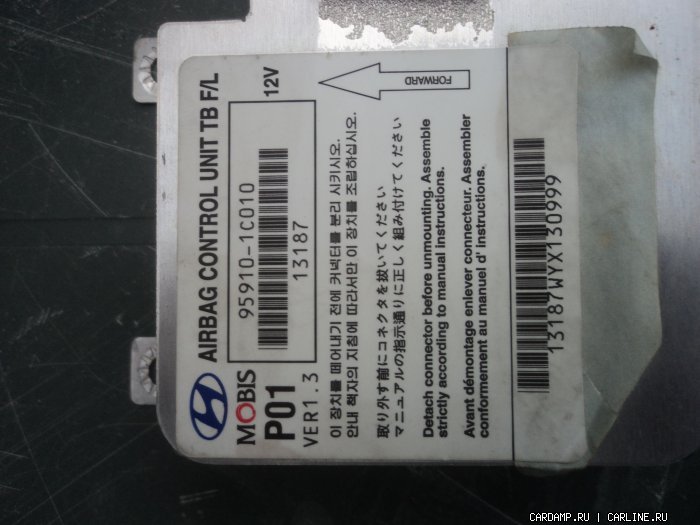 AIRBAG CONTROL UNIT TB F/L
MOBIS
95910-1C010
13187
12V
P01
VER1.3
FORWARD
이 장치를 떼어내기 전에 커넥터를 분리 시키시오.
안내 책자의 지침에 따라서만 이 장치를 조립하십시오.
取り外す前にコネクタを抜いてください
マニュアルの指示通りに正しく組み付けてください
Detach connector before unmounting. Assemble
strictly according to manual instructions.
Avant démontage enlever connecteur. Assembler
conformement au manuel d' instructions.
13187WYX130999
CARDAMP.RU | CARLINE.RU